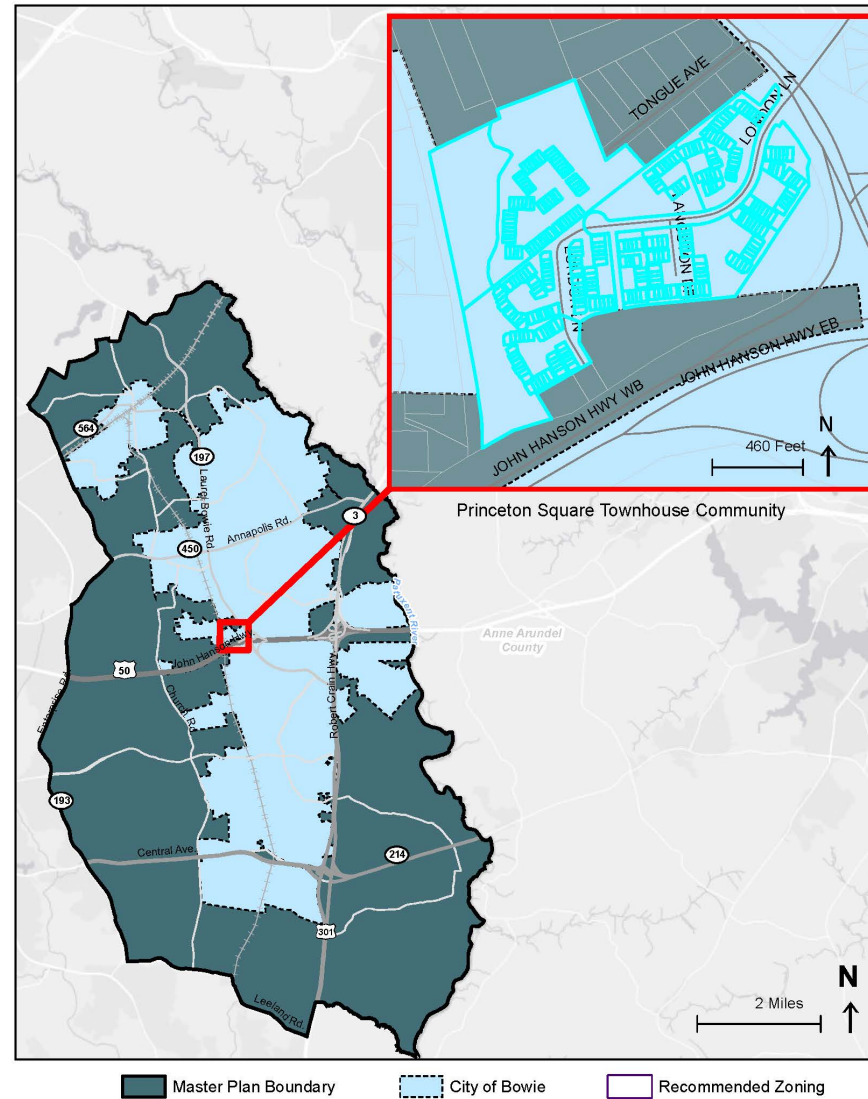 TONGUE AVE
LONDON LN
LONDON LN
JOHN HANSON HWY WB
JOHN HANSON HWY EB
460 Feet
N
Princeton Square Townhouse Community
564
197
Laurel Bowie Rd.
3
450
Annapolis Rd.
Patuxent River
Anne Arundel
County
John Hanson Hwy.
50
Enterprise Rd.
Church Rd.
Robert Crain Hwy.
193
Central Ave.
214
301
Leeland Rd.
N
2 Miles
Master Plan Boundary
City of Bowie
Recommended Zoning